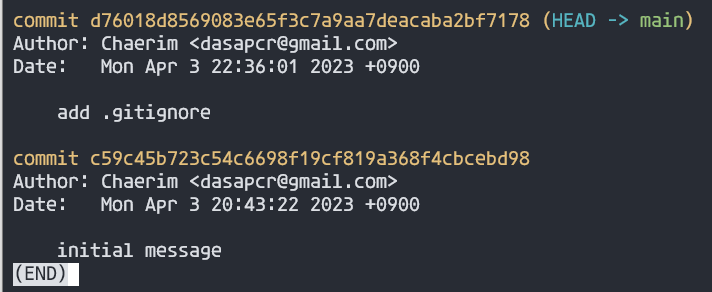 commit d76018d8569083e65f3c7a9aa7deacaba2bf7178 (HEAD -> main)
Author: Chaerim <dasapcr@gmail.com>
Date:   Mon Apr 3 22:36:01 2023 +0900
    add .gitignore
commit c59c45b723c54c6698f19cf819a368f4cbcebd98
Author: Chaerim <dasapcr@gmail.com>
Date:   Mon Apr 3 20:43:22 2023 +0900
    initial message
(END)